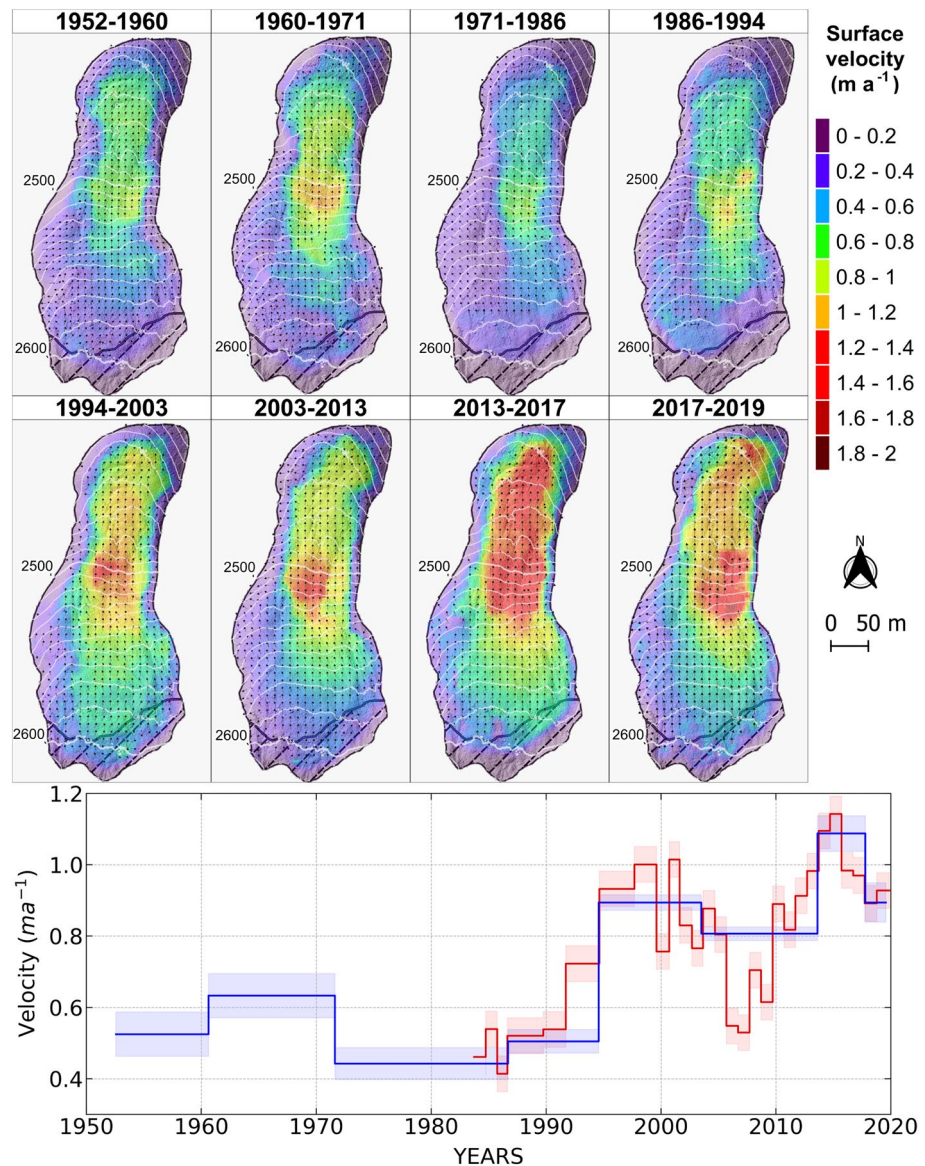 1952-1960 1960-1971 1971-1986 1986-1994
Surface
velocity
(m a⁻¹)
0 - 0.2
0.2 - 0.4
0.4 - 0.6
0.6 - 0.8
0.8 - 1
1 - 1.2
1.2 - 1.4
1.4 - 1.6
1.6 - 1.8
1.8 - 2
2500 2500 2500 2500
2600 2600 2600 2600
1994-2003 2003-2013 2013-2017 2017-2019
2500 2500 2500 2500
2600 2600 2600 2600
N
0 50 m
1.2
1.0
0.8
0.6
0.4
Velocity (ma⁻¹)
1950 1960 1970 1980 1990 2000 2010 2020
YEARS